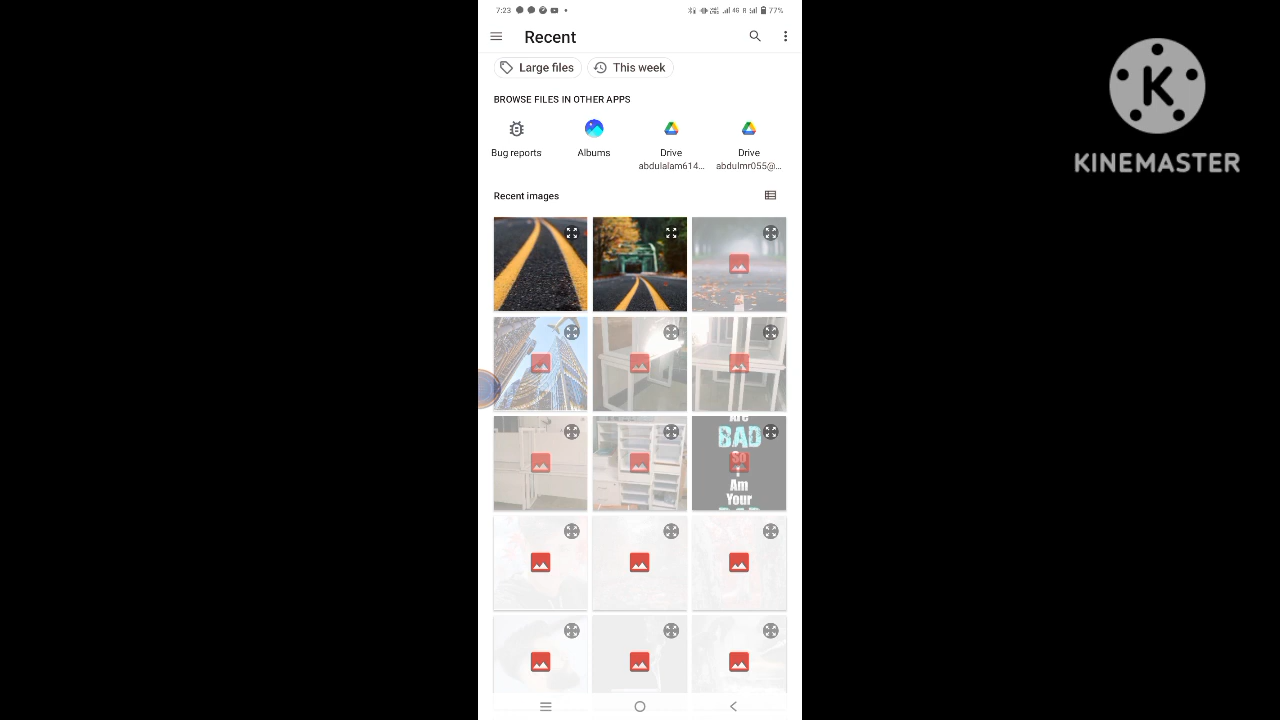 7:23
4G R 77%
Recent
Large files
This week
BROWSE FILES IN OTHER APPS
Bug reports
Albums
Drive
abdulalam614...
Drive
abdulmr055@...
Recent images
BAD
So
I
Am
Your
K
KINEMASTER